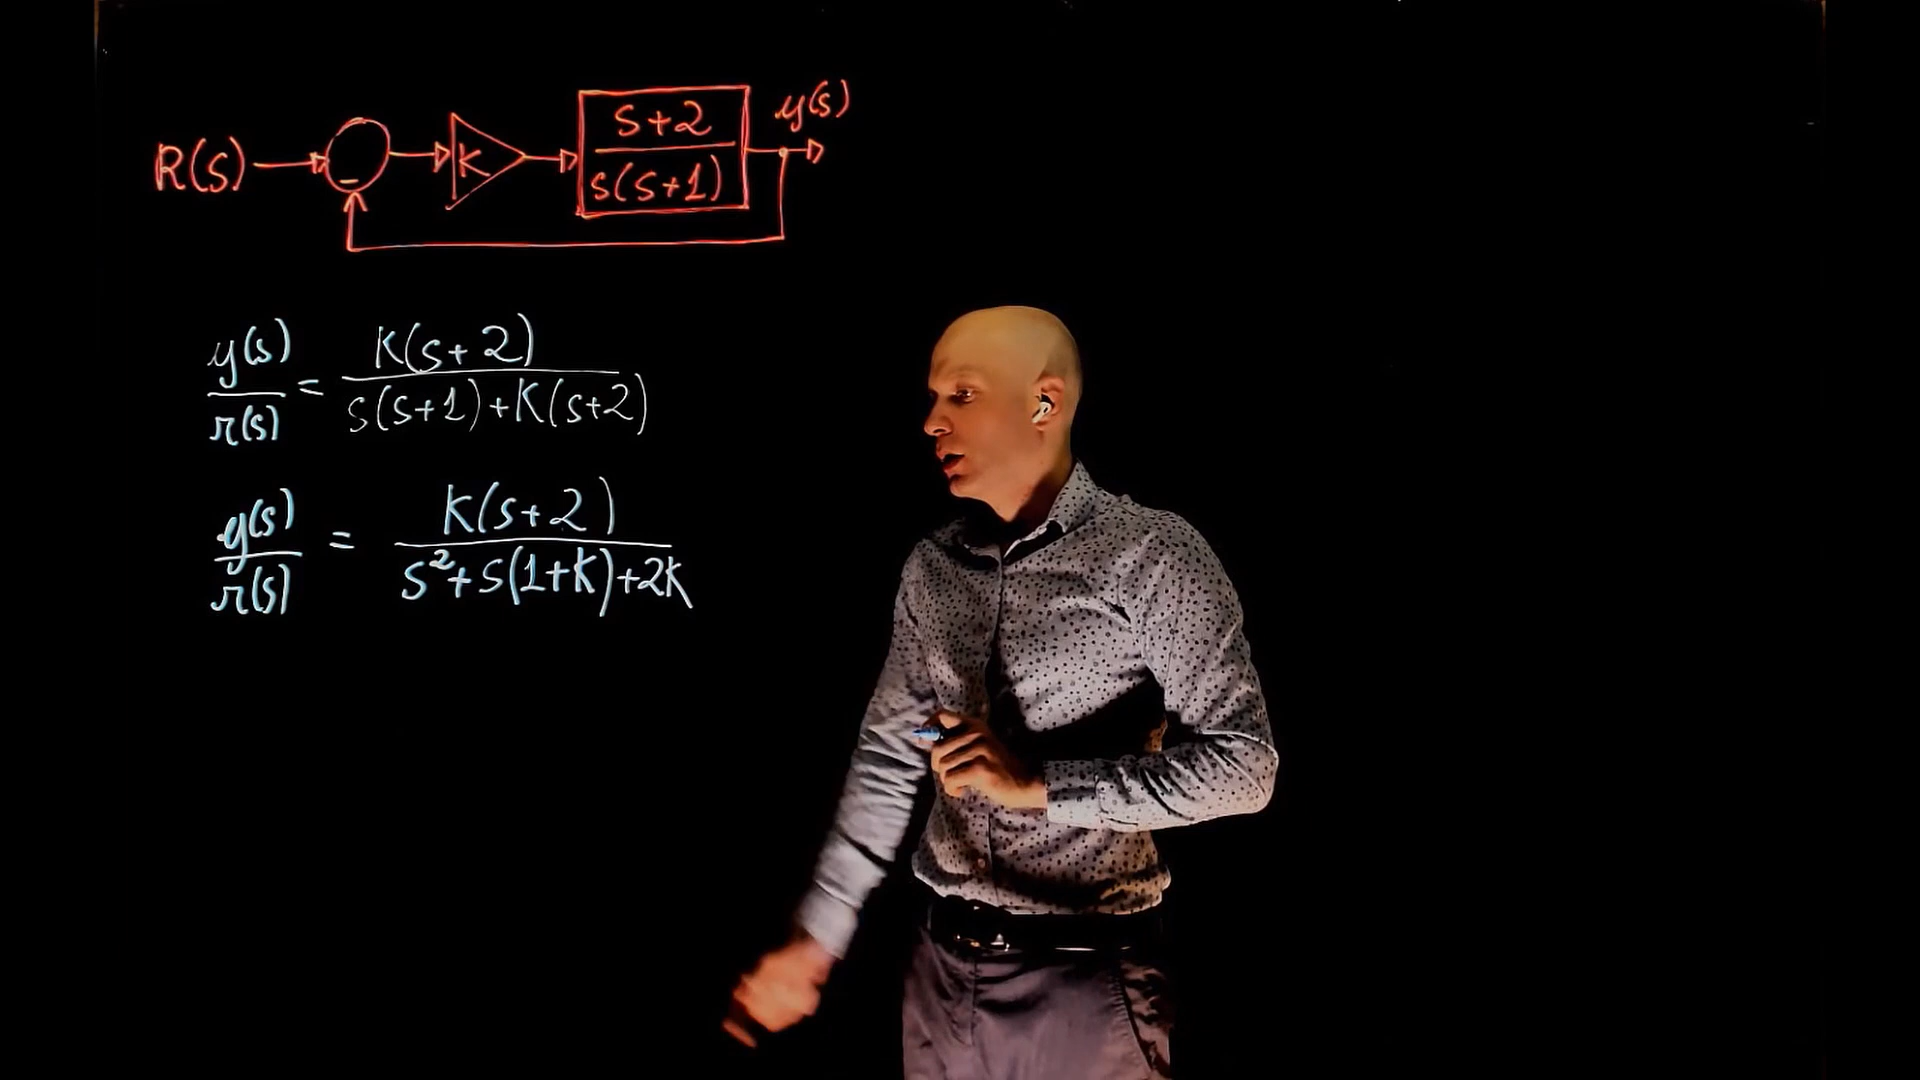 R(s) K s+2 y(s)
s(s+1)
-
y(s) = K(s+2)
r(s) s(s+1)+K(s+2)
y(s) = K(s+2)
r(s) s²+s(1+K)+2K